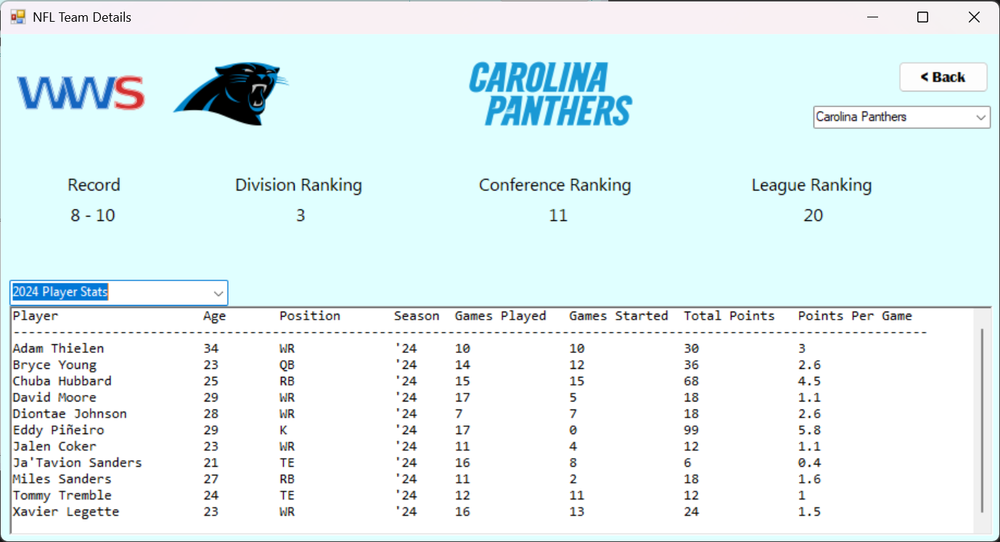 NFL Team Details
WWS
CAROLINA
PANTHERS
< Back
Carolina Panthers
Record Division Ranking Conference Ranking League Ranking
8 - 10 3 11 20
2024 Player Stats
Player Age Position Season Games Played Games Started Total Points Points Per Game
------------------------------------------------------------------------------------------------------------------------
Adam Thielen 34 WR '24 10 10 30 3
Bryce Young 23 QB '24 14 12 36 2.6
Chuba Hubbard 25 RB '24 15 15 68 4.5
David Moore 29 WR '24 17 5 18 1.1
Diontae Johnson 28 WR '24 7 7 18 2.6
Eddy Piñeiro 29 K '24 17 0 99 5.8
Jalen Coker 23 WR '24 11 4 12 1.1
Ja'Tavion Sanders 21 TE '24 16 8 6 0.4
Miles Sanders 27 RB '24 11 2 18 1.6
Tommy Tremble 24 TE '24 12 11 12 1
Xavier Legette 23 WR '24 16 13 24 1.5